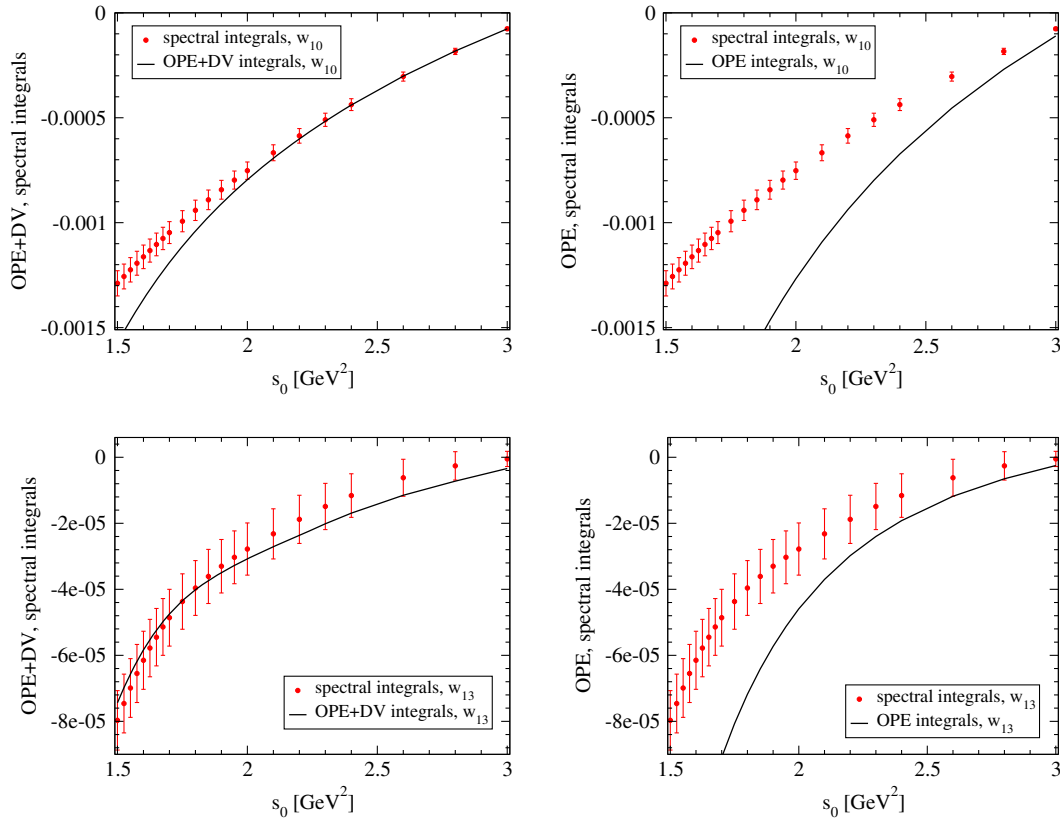 0
-0.0005
-0.001
-0.0015
OPE+DV, spectral integrals
spectral integrals, w10
OPE+DV integrals, w10
1.5 2 2.5 3
s0 [GeV2]
0
-0.0005
-0.001
-0.0015
OPE, spectral integrals
spectral integrals, w10
OPE integrals, w10
1.5 2 2.5 3
s0 [GeV2]
0
-2e-05
-4e-05
-6e-05
-8e-05
OPE+DV, spectral integrals
spectral integrals, w13
OPE+DV integrals, w13
1.5 2 2.5 3
s0 [GeV2]
0
-2e-05
-4e-05
-6e-05
-8e-05
OPE, spectral integrals
spectral integrals, w13
OPE integrals, w13
1.5 2 2.5 3
s0 [GeV2]